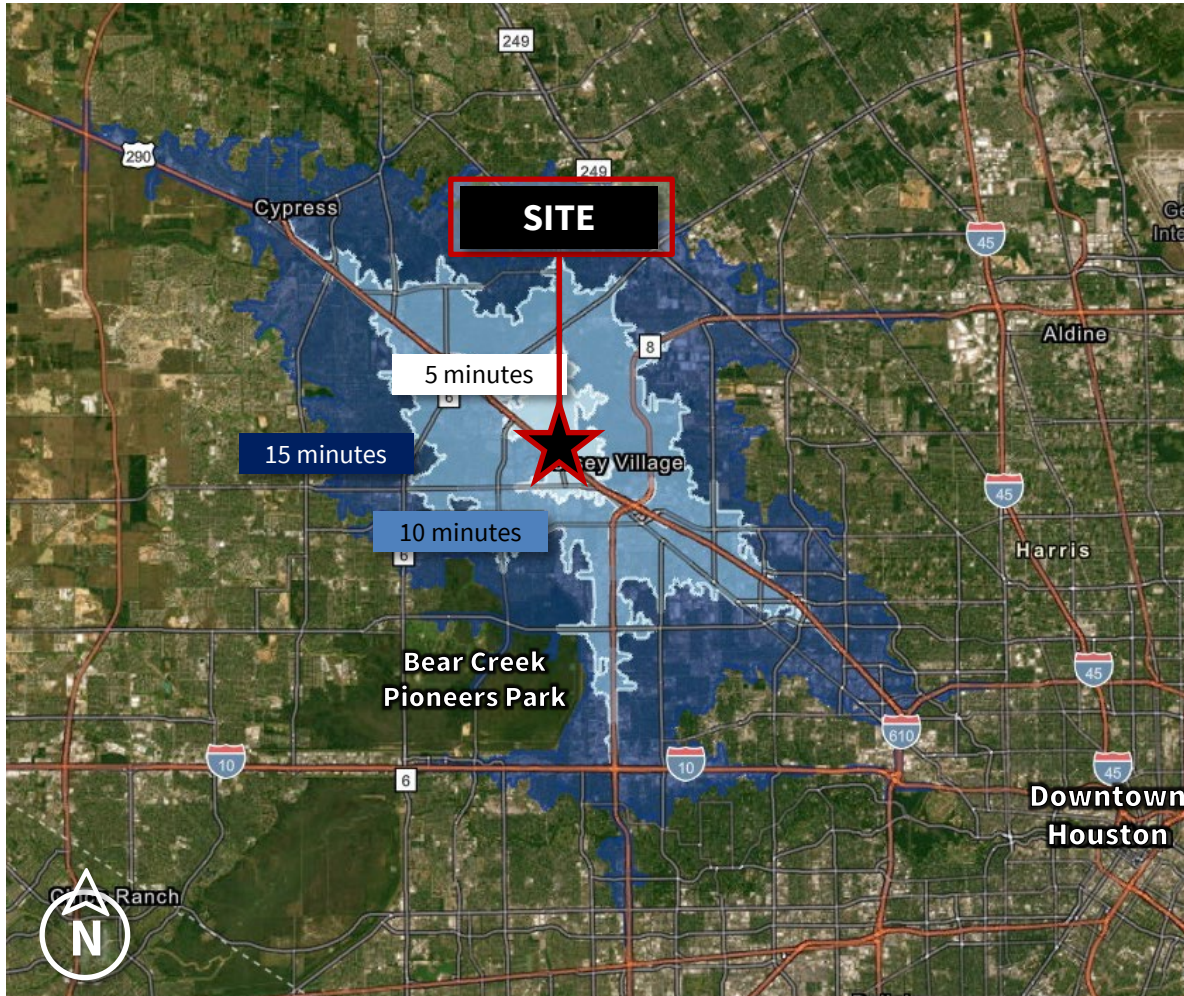 249
290
249
Cypress
SITE
Ge
Inte
45
Aldine
8
5 minutes
6
15 minutes
sey Village
45
10 minutes
6
Harris
Bear Creek
Pioneers Park
45
610
10
10
6
45
Downtown
Houston
Ranch
N